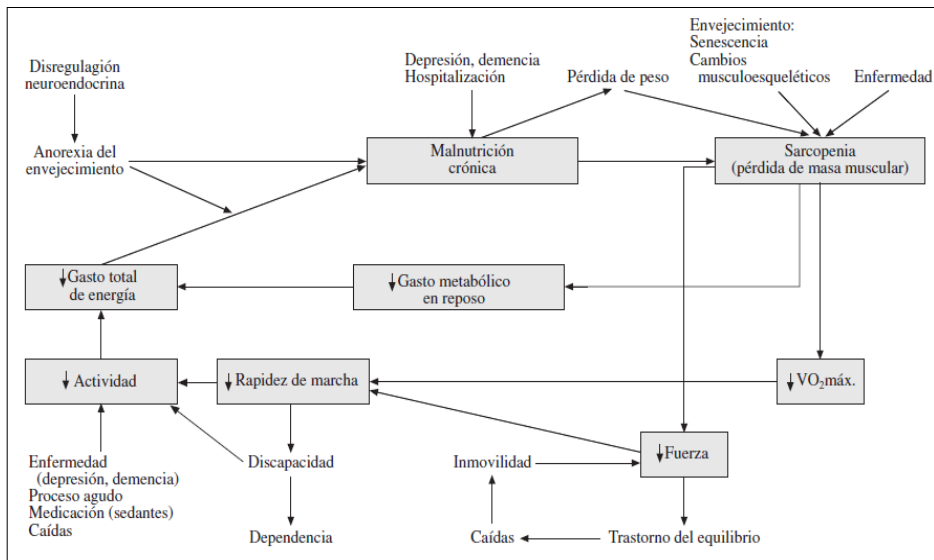 Envejecimiento:
Senescencia
Cambios
musculoesqueléticos
Disregulagión
neuroendocrina
Depresión, demencia
Hospitalización
Pérdida de peso
Enfermedad
Anorexia del
envejecimiento
Malnutrición
crónica
Sarcopenia
(pérdida de masa muscular)
↓Gasto total
de energía
↓Gasto metabólico
en reposo
↓ Actividad
↓ Rapidez de marcha
↓ VO₂máx.
Enfermedad
(depresión, demencia)
Proceso agudo
Medicación (sedantes)
Caídas
Discapacidad
Inmovilidad
↓Fuerza
Dependencia
Caídas
Trastorno del equilibrio